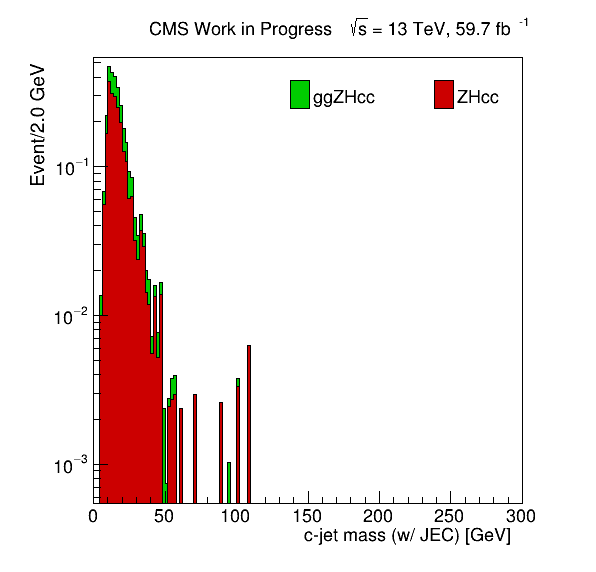 CMS Work in Progress √s = 13 TeV, 59.7 fb⁻¹
Event/2.0 GeV
ggZHcc ZHcc
10⁻¹
10⁻²
10⁻³
0 50 100 150 200 250 300
c-jet mass (w/ JEC) [GeV]